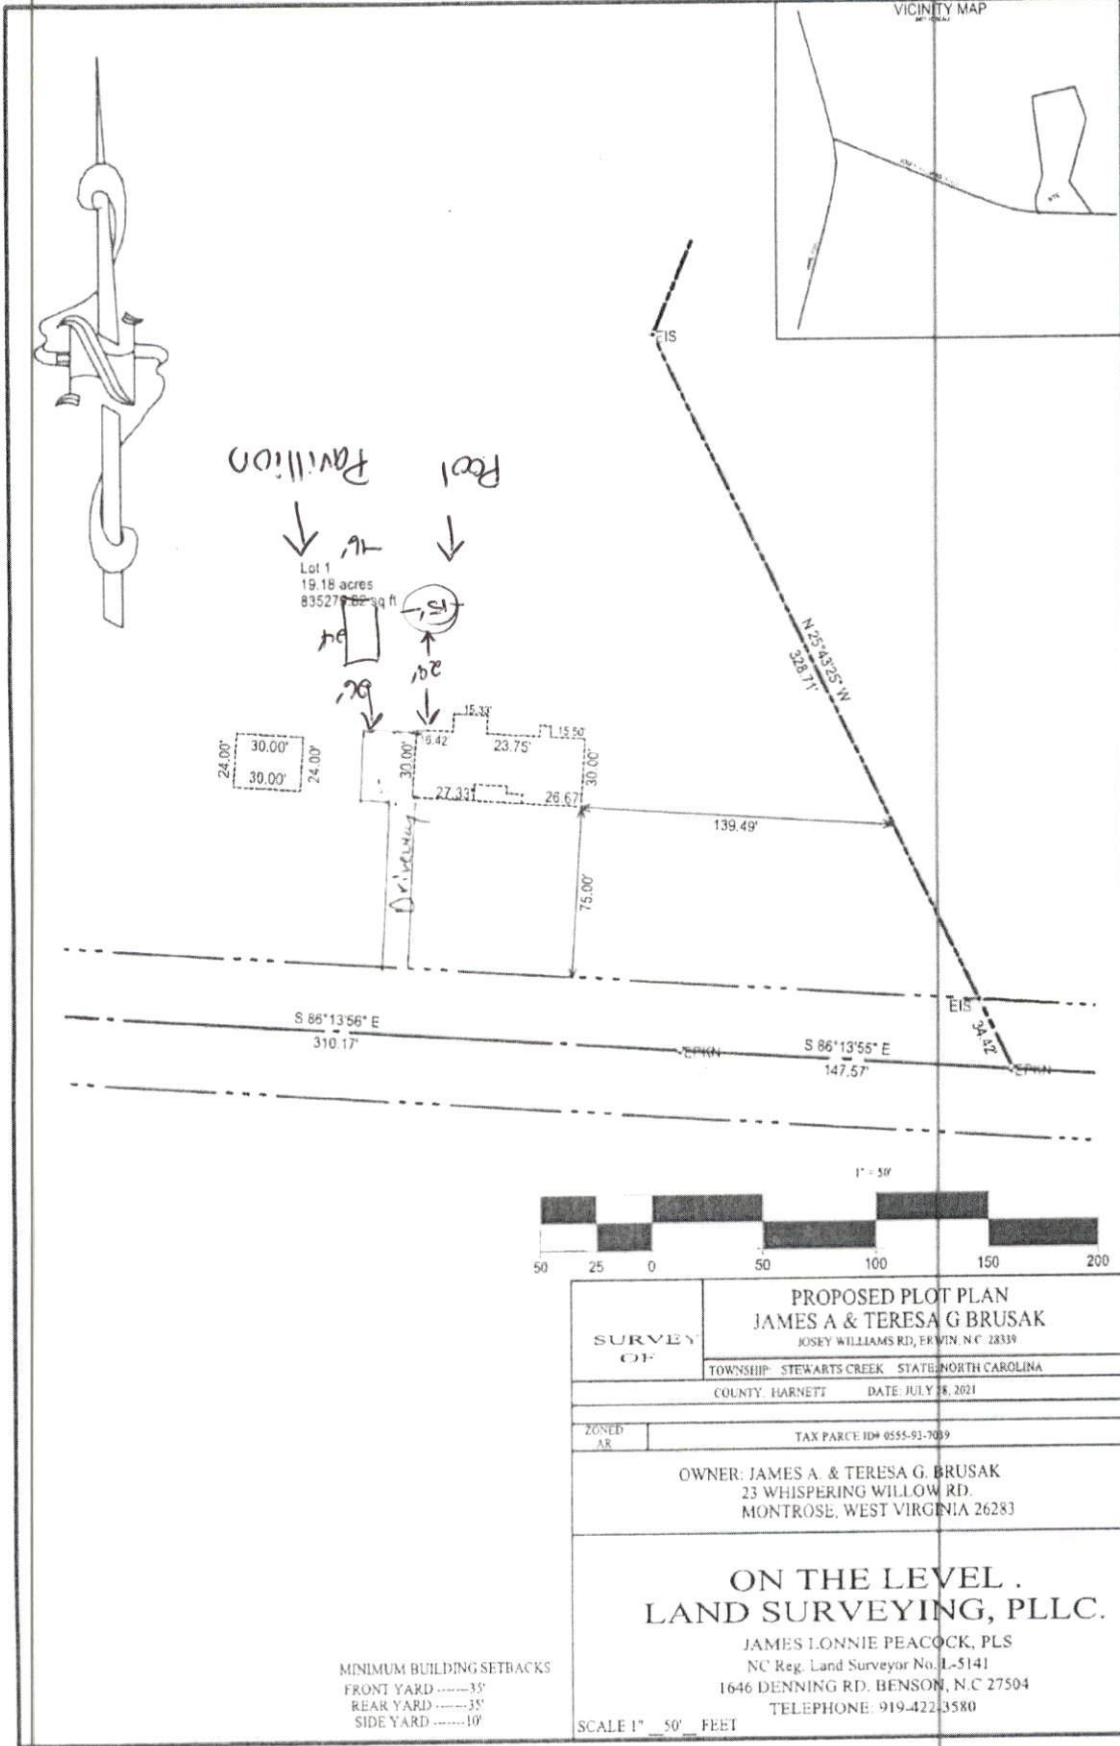 VICINITY MAP
EIS
Pavillion
Pool
16'
Lot 1
19.18 acres
15'
24'
20'
N 25°43'25" W
328.71'
15.33'
16.42'
23.75'
15.50'
30.00'
24.00'
24.00'
30.00'
30.00'
30.00'
27.33'
26.67'
139.49'
Driveway
75.00'
EIS
34.42'
S 86°13'56" E
310.17'
EPKN
S 86°13'55" E
147.57'
EPKN
1" = 50'
50 25 0 50 100 150 200
SURVEY
OF
PROPOSED PLOT PLAN
JAMES A & TERESA G BRUSAK
JOSEY WILLIAMS RD, ERWIN, N.C 28339
TOWNSHIP: STEWARTS CREEK STATE: NORTH CAROLINA
COUNTY: HARNETT DATE: JULY 2021
ZONED
AR
TAX PARCE ID# 0555-93-7039
OWNER: JAMES A. & TERESA G. BRUSAK
23 WHISPERING WILLOW RD.
MONTROSE, WEST VIRGINIA 26283
ON THE LEVEL .
LAND SURVEYING, PLLC.
JAMES LONNIE PEACOCK, PLS
NC Reg. Land Surveyor No. L-5141
1646 DENNING RD. BENSON, N.C 27504
TELEPHONE: 919-422-3580
MINIMUM BUILDING SETBACKS
FRONT YARD -------35'
REAR YARD -------35'
SIDE YARD -------10'
SCALE 1" __50'__ FEET